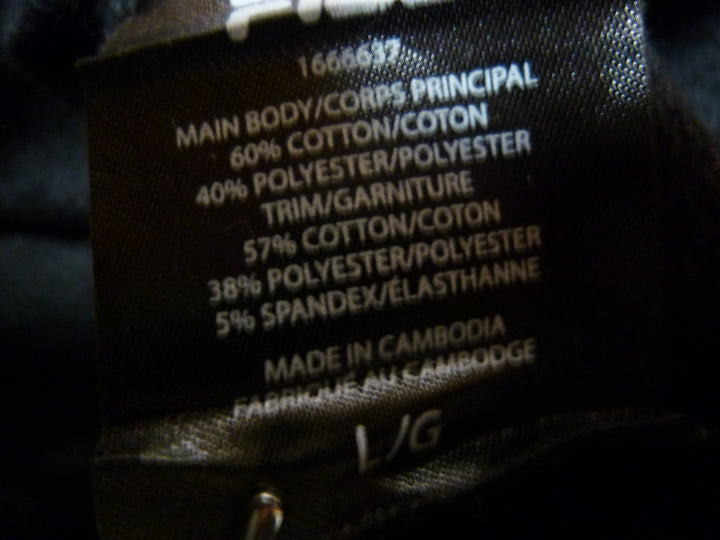 1666637
MAIN BODY/CORPS PRINCIPAL
60% COTTON/COTON
40% POLYESTER/POLYESTER
TRIM/GARNITURE
57% COTTON/COTON
38% POLYESTER/POLYESTER
5% SPANDEX/ÉLASTHANNE
MADE IN CAMBODIA
FABRIQUÉ AU CAMBODGE
L/G